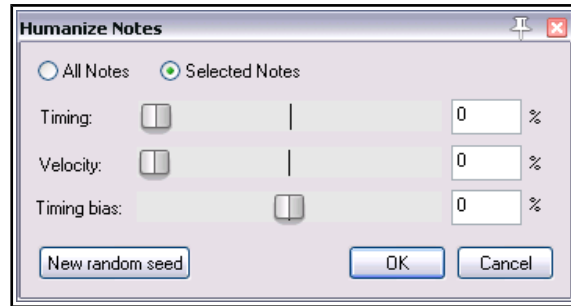 Humanize Notes
All Notes Selected Notes
Timing: 0 %
Velocity: 0 %
Timing bias: 0 %
New random seed OK Cancel